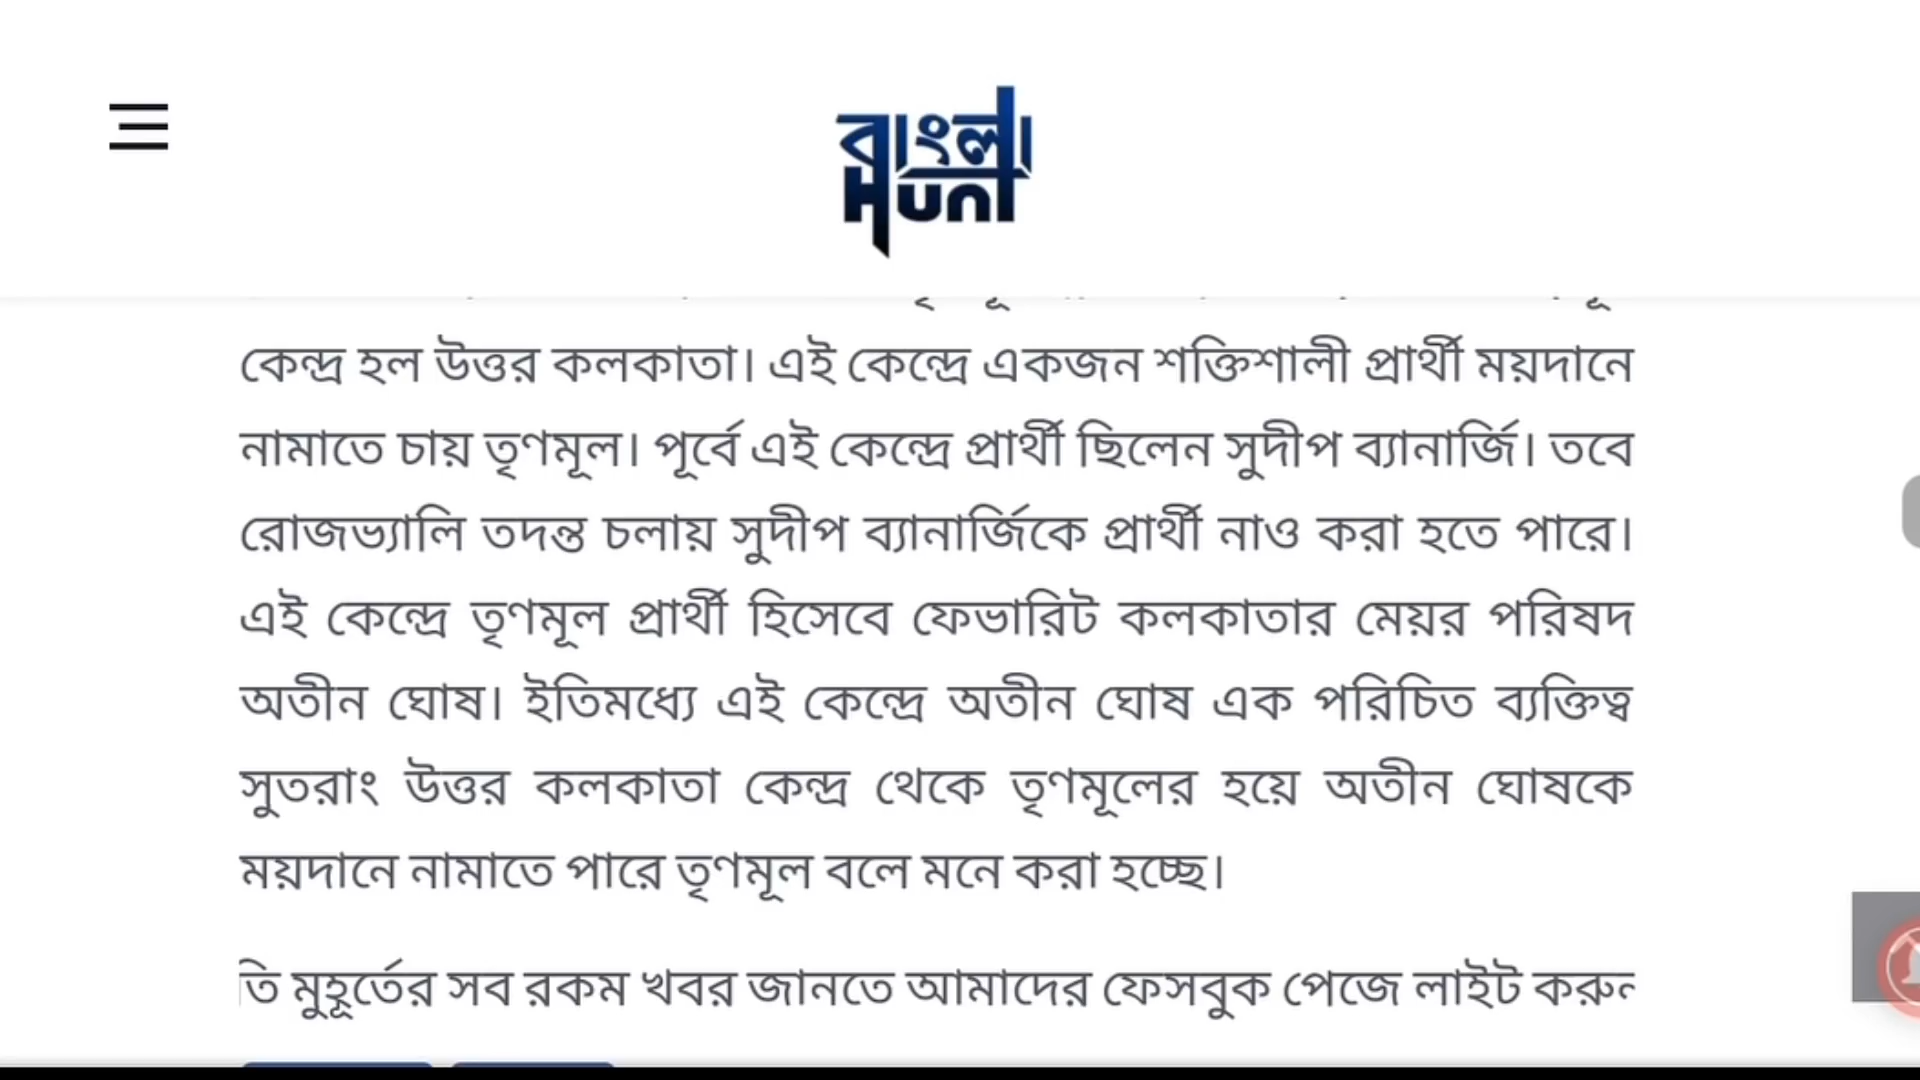 বাংলা
Hunt
কেন্দ্র হল উত্তর কলকাতা। এই কেন্দ্রে একজন শক্তিশালী প্রার্থী ময়দানে
নামাতে চায় তৃণমূল। পূর্বে এই কেন্দ্রে প্রার্থী ছিলেন সুদীপ ব্যানার্জি। তবে
রোজভ্যালি তদন্ত চলায় সুদীপ ব্যানার্জিকে প্রার্থী নাও করা হতে পারে।
এই কেন্দ্রে তৃণমূল প্রার্থী হিসেবে ফেভারিট কলকাতার মেয়র পরিষদ
অতীন ঘোষ। ইতিমধ্যে এই কেন্দ্রে অতীন ঘোষ এক পরিচিত ব্যক্তিত্ব
সুতরাং উত্তর কলকাতা কেন্দ্র থেকে তৃণমূলের হয়ে অতীন ঘোষকে
ময়দানে নামাতে পারে তৃণমূল বলে মনে করা হচ্ছে।
তি মুহূর্তের সব রকম খবর জানতে আমাদের ফেসবুক পেজে লাইট করুন